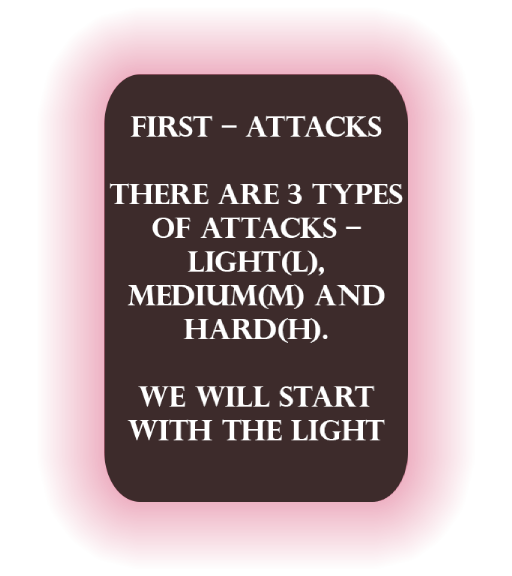 FIRST – ATTACKS
THERE ARE 3 TYPES
OF ATTACKS –
LIGHT(L),
MEDIUM(M) AND
HARD(H).
WE WILL START
WITH THE LIGHT